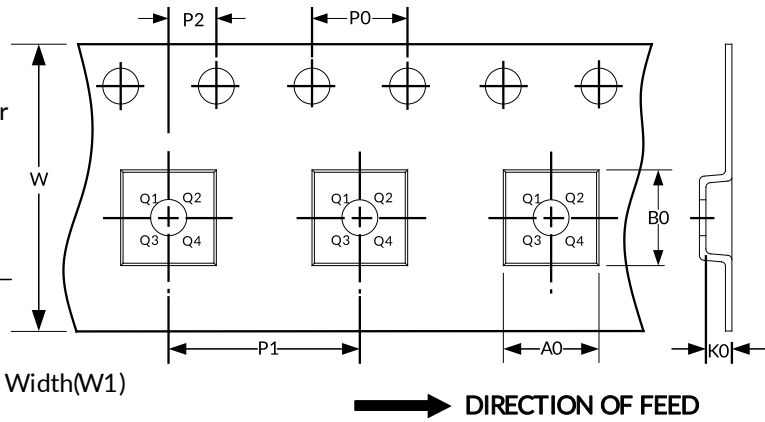 P2
P0
r
W
Q1 Q2 Q1 Q2 Q1 Q2
B0
Q3 Q4 Q3 Q4 Q3 Q4
P1
A0
K0
Width(W1)
DIRECTION OF FEED